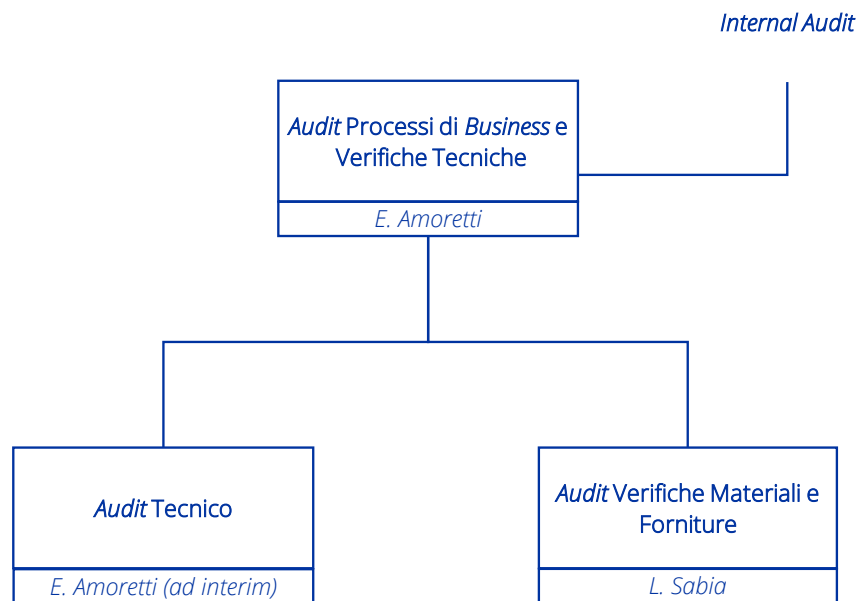 Internal Audit
Audit Processi di Business e
Verifiche Tecniche
E. Amoretti
Audit Tecnico
E. Amoretti (ad interim)
Audit Verifiche Materiali e
Forniture
L. Sabia